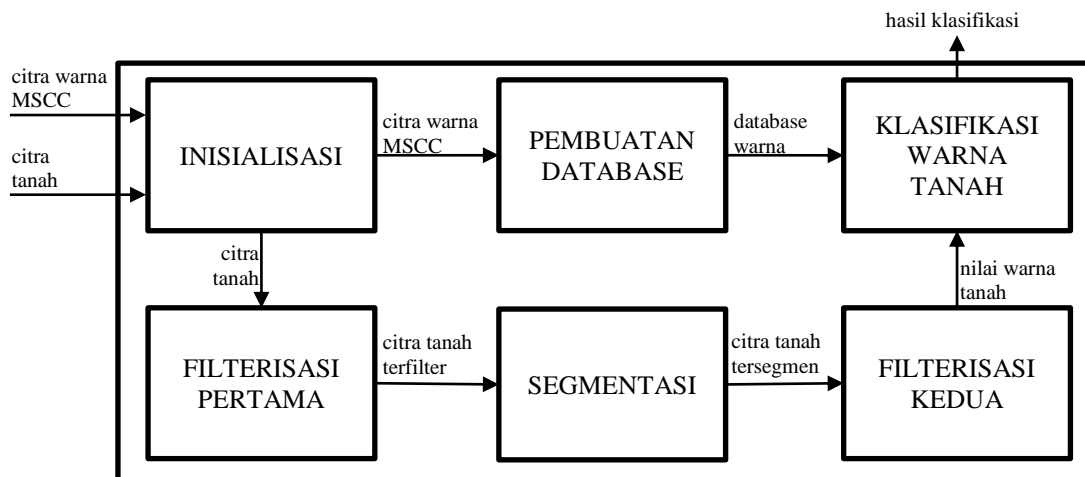 hasil klasifikasi
citra warna
MSCC
citra
tanah
INISIALISASI
citra warna
MSCC
PEMBUATAN
DATABASE
database
warna
KLASIFIKASI
WARNA
TANAH
citra
tanah
nilai warna
tanah
FILTERISASI
PERTAMA
citra tanah
terfilter
SEGMENTASI
citra tanah
tersegmen
FILTERISASI
KEDUA